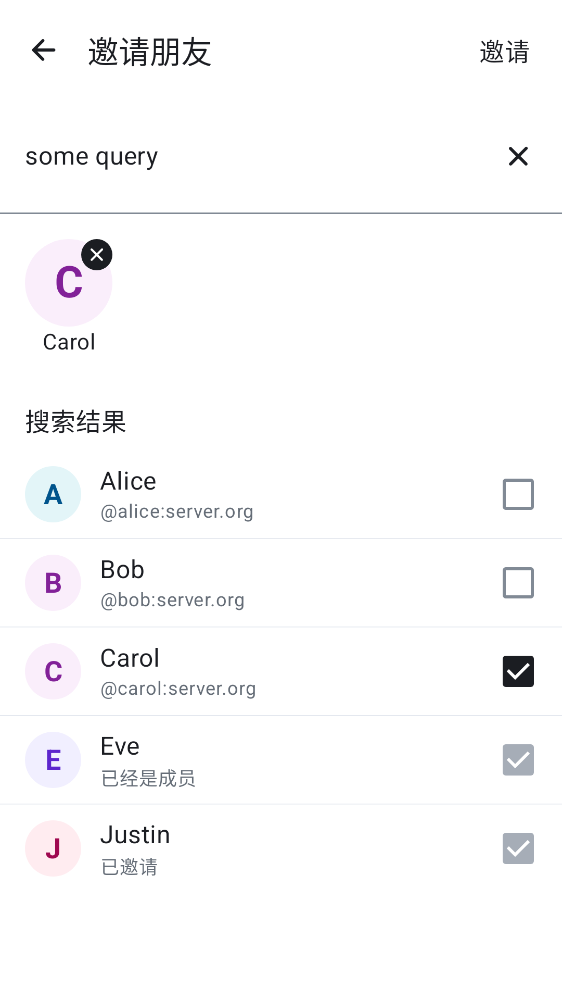 邀请朋友 邀请
some query
C
Carol
搜索结果
A
Alice
@alice:server.org
B
Bob
@bob:server.org
C
Carol
@carol:server.org
E
Eve
已经是成员
J
Justin
已邀请